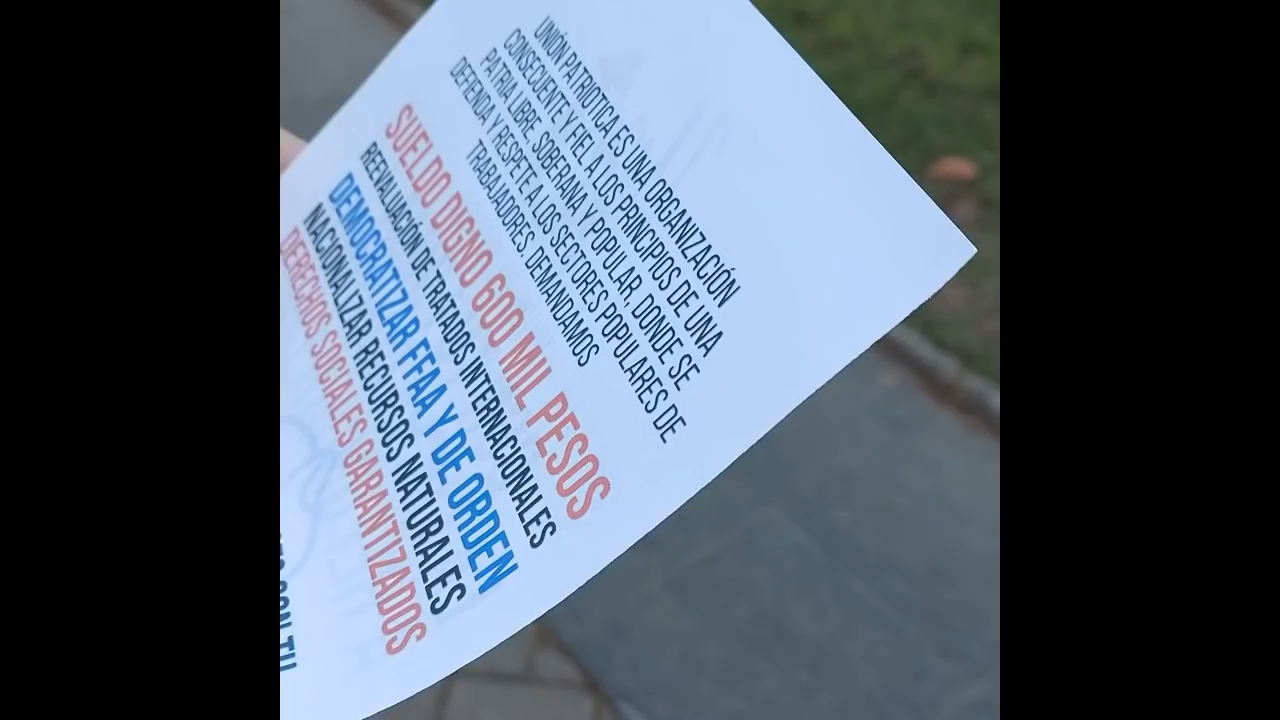 UNIÓN PATRIÓTICA ES UNA ORGANIZACIÓN
CONSECUENTE Y FIEL A LOS PRINCIPIOS DE UNA
PATRIA LIBRE, SOBERANA Y POPULAR, DONDE SE
DEFIENDA Y RESPETE A LOS SECTORES POPULARES DE
TRABAJADORES, DEMANDAMOS
SUELDO DIGNO 600 MIL PESOS
REEVALUACIÓN DE TRATADOS INTERNACIONALES
DEMOCRATIZAR FFAA Y DE ORDEN
NACIONALIZAR RECURSOS NATURALES
DERECHOS SOCIALES GARANTIZADOS
CON TU